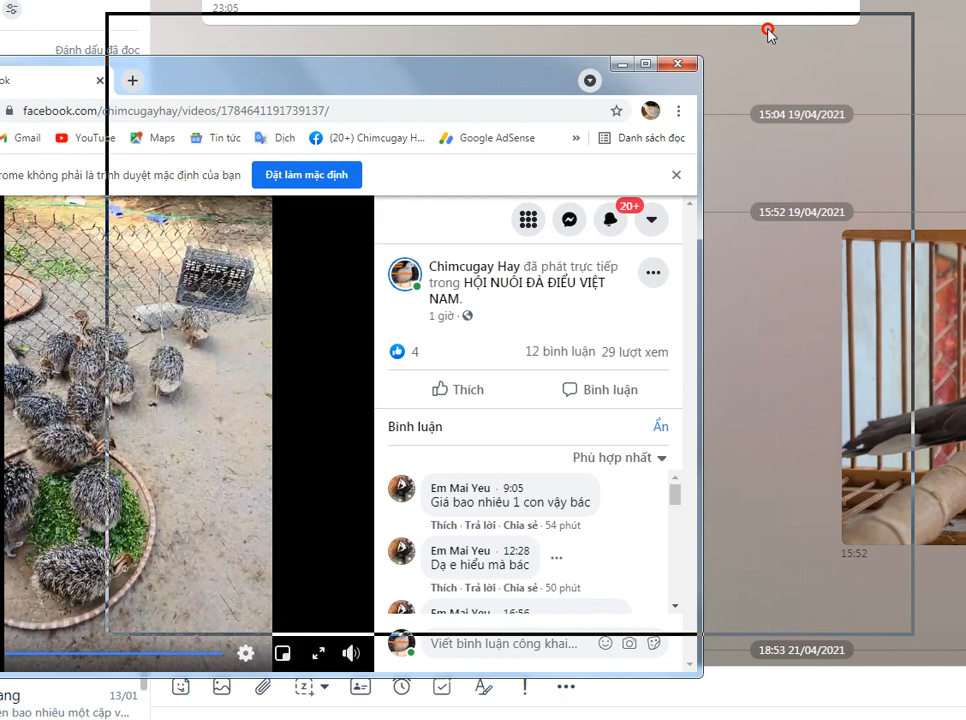 23:05
Đánh dấu đã đọc
ok
facebook.com/chimcugayhay/videos/1784641191739137/
Gmail YouTube Maps Tin tức Dịch (20+) Chimcugay H... Google AdSense » Danh sách đọc
rome không phải là trình duyệt mặc định của bạn Đặt làm mặc định
20+
Chimcugay Hay đã phát trực tiếp
trong HỘI NUÔI ĐÀ ĐIỂU VIỆT
NAM.
1 giờ ·
4 12 bình luận 29 lượt xem
Thích Bình luận
Bình luận Ẩn
Phù hợp nhất
Em Mai Yeu · 9:05
Giá bao nhiêu 1 con vậy bác
Thích · Trả lời · Chia sẻ · 54 phút
Em Mai Yeu · 12:28
Dạ e hiểu mà bác
Thích · Trả lời · Chia sẻ · 50 phút
Em Mai Yeu · 16:56
Viết bình luận công khai...
15:04 19/04/2021
15:52 19/04/2021
15:52
18:53 21/04/2021
ang 13/01
en bao nhiêu một cặp v...